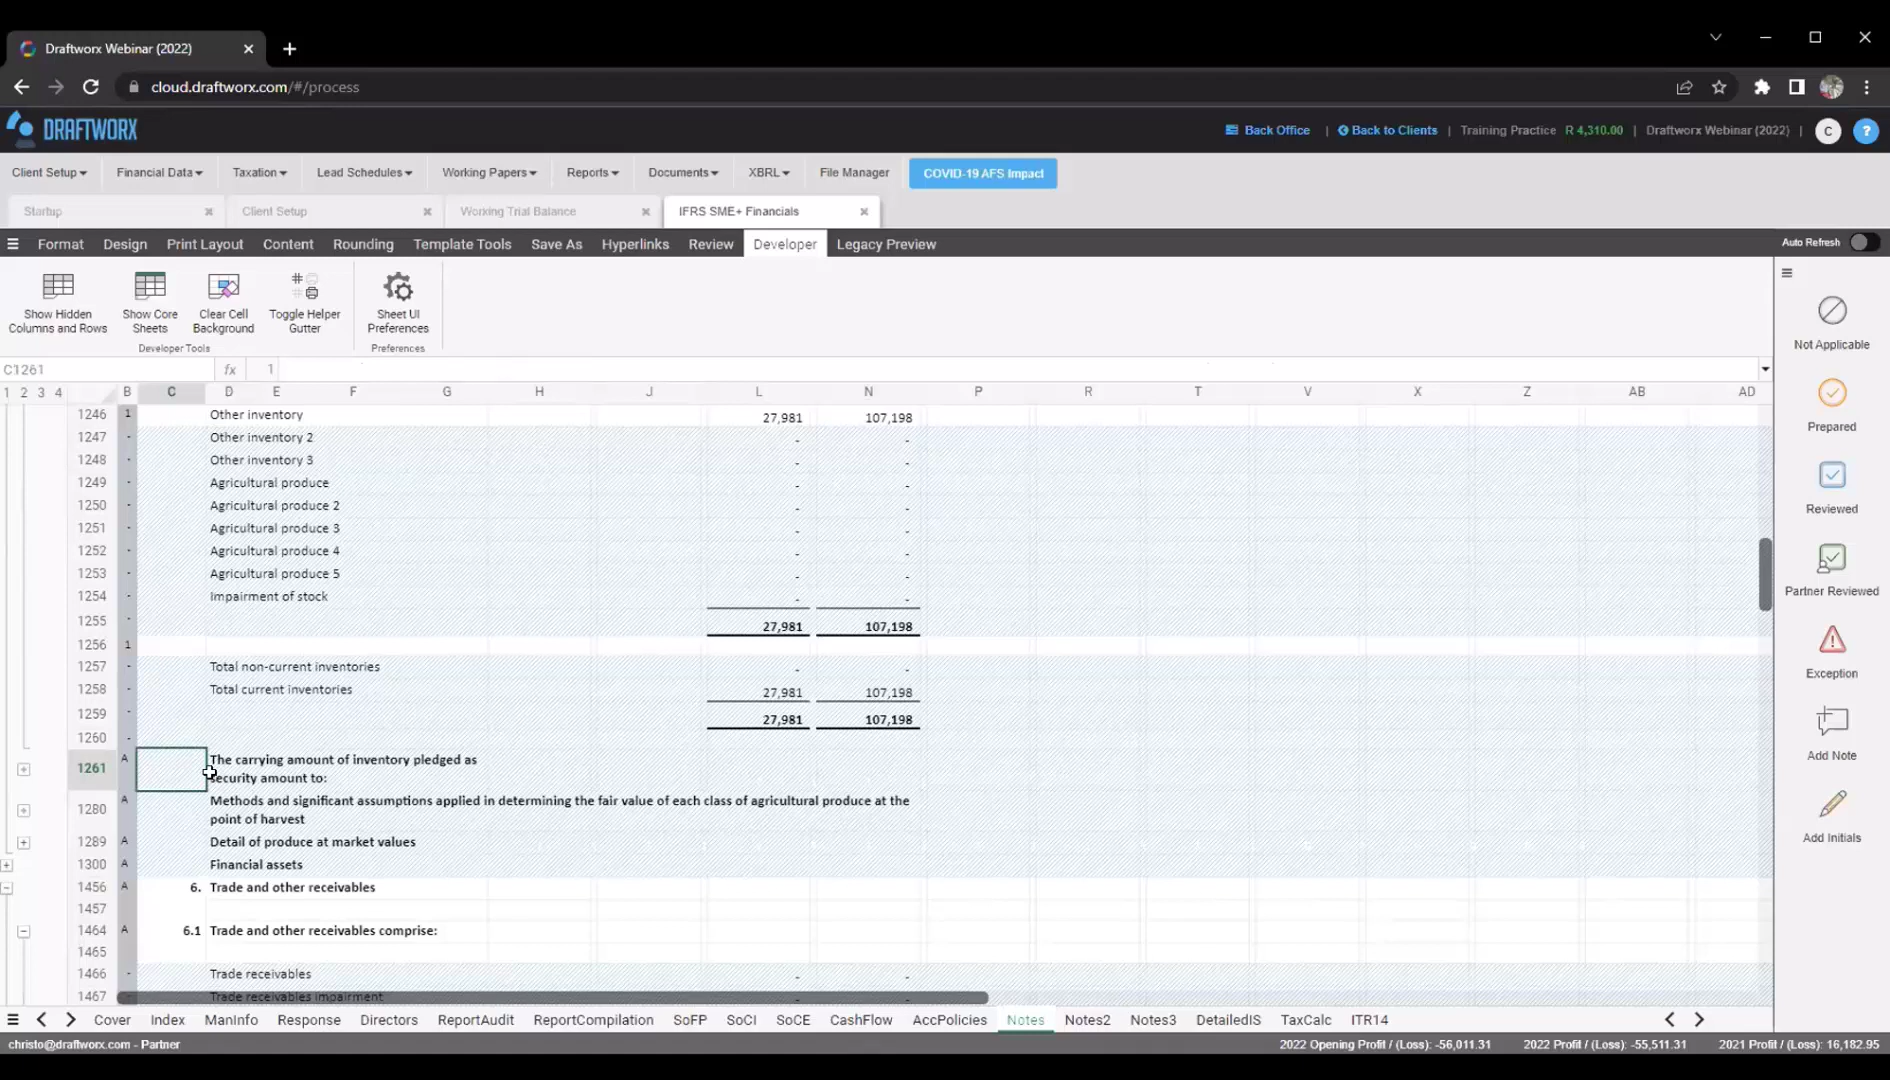 Draftworx Webinar (2022)
cloud.draftworx.com/#/process
DRAFTWORX
Back Office | Back to Clients | Training Practice R 4,310.00 | Draftworx Webinar (2022) | C ?
Client Setup Financial Data Taxation Lead Schedules Working Papers Reports Documents XBRL File Manager COVID-19 AFS Impact
Startup Client Setup Working Trial Balance IFRS SME+ Financials
Format Design Print Layout Content Rounding Template Tools Save As Hyperlinks Review Developer Legacy Preview Auto Refresh
Show Hidden Columns and Rows
Show Core Sheets
Clear Cell Background
Toggle Helper Gutter
Sheet UI Preferences
Developer Tools Preferences
C1261 fx 1
1 2 3 4 B C D E F G H J L N P R T V X Z AB AD
1246 1 Other inventory 27,981 107,198
1247 - Other inventory 2 - -
1248 - Other inventory 3 - -
1249 - Agricultural produce - -
1250 - Agricultural produce 2 - -
1251 - Agricultural produce 3 - -
1252 - Agricultural produce 4 - -
1253 - Agricultural produce 5 - -
1254 - Impairment of stock - -
1255 - 27,981 107,198
1256 1
1257 - Total non-current inventories - -
1258 - Total current inventories 27,981 107,198
1259 - 27,981 107,198
1260 -
1261 A The carrying amount of inventory pledged as
security amount to:
1280 A Methods and significant assumptions applied in determining the fair value of each class of agricultural produce at the
point of harvest
1289 A Detail of produce at market values
1300 A Financial assets
1456 A 6. Trade and other receivables
1457
1464 A 6.1 Trade and other receivables comprise:
1465
1466 - Trade receivables - -
1467 - Trade receivables impairment
Not Applicable
Prepared
Reviewed
Partner Reviewed
Exception
Add Note
Add Initials
Cover Index ManInfo Response Directors ReportAudit ReportCompilation SoFP SoCI SoCE CashFlow AccPolicies Notes Notes2 Notes3 DetailedIS TaxCalc ITR14
christo@draftworx.com - Partner 2022 Opening Profit / (Loss): -56,011.31 2022 Profit / (Loss): -55,511.31 2021 Profit / (Loss): 16,182.95